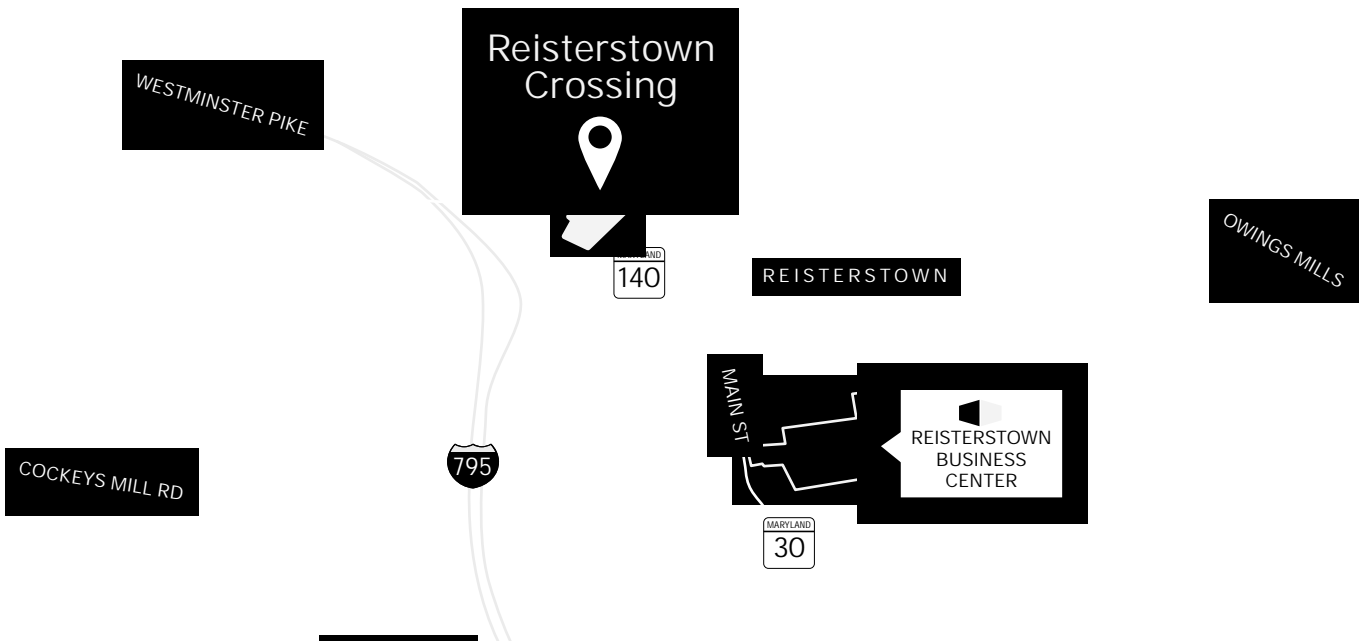 Reisterstown
Crossing
WESTMINSTER PIKE
OWINGS MILLS
140
REISTERSTOWN
MAIN ST
REISTERSTOWN
BUSINESS
CENTER
795
COCKEYS MILL RD
MARYLAND
30